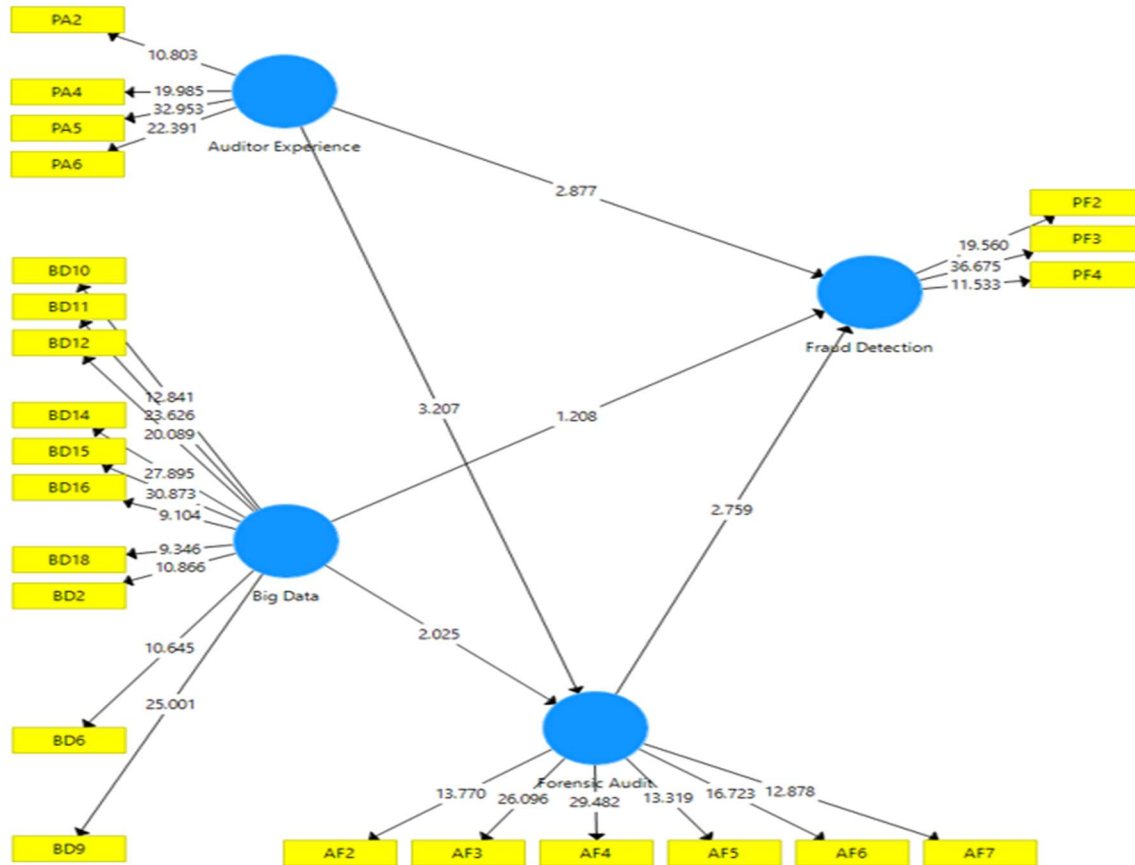 PA2
10.803
PA4
19.985
PA5
32.953
PA6
22.391
Auditor Experience
2.877
PF2
19.560
PF3
36.675
PF4
11.533
Fraud Detection
BD10
BD11
BD12
12.841
23.626
20.089
BD14
BD15
BD16
27.895
30.873
9.104
BD18
9.346
BD2
10.866
Big Data
3.207
1.208
2.759
2.025
10.645
25.001
BD6
BD9
Forensic Audit
13.770
26.096
29.482
13.319
16.723
12.878
AF2
AF3
AF4
AF5
AF6
AF7